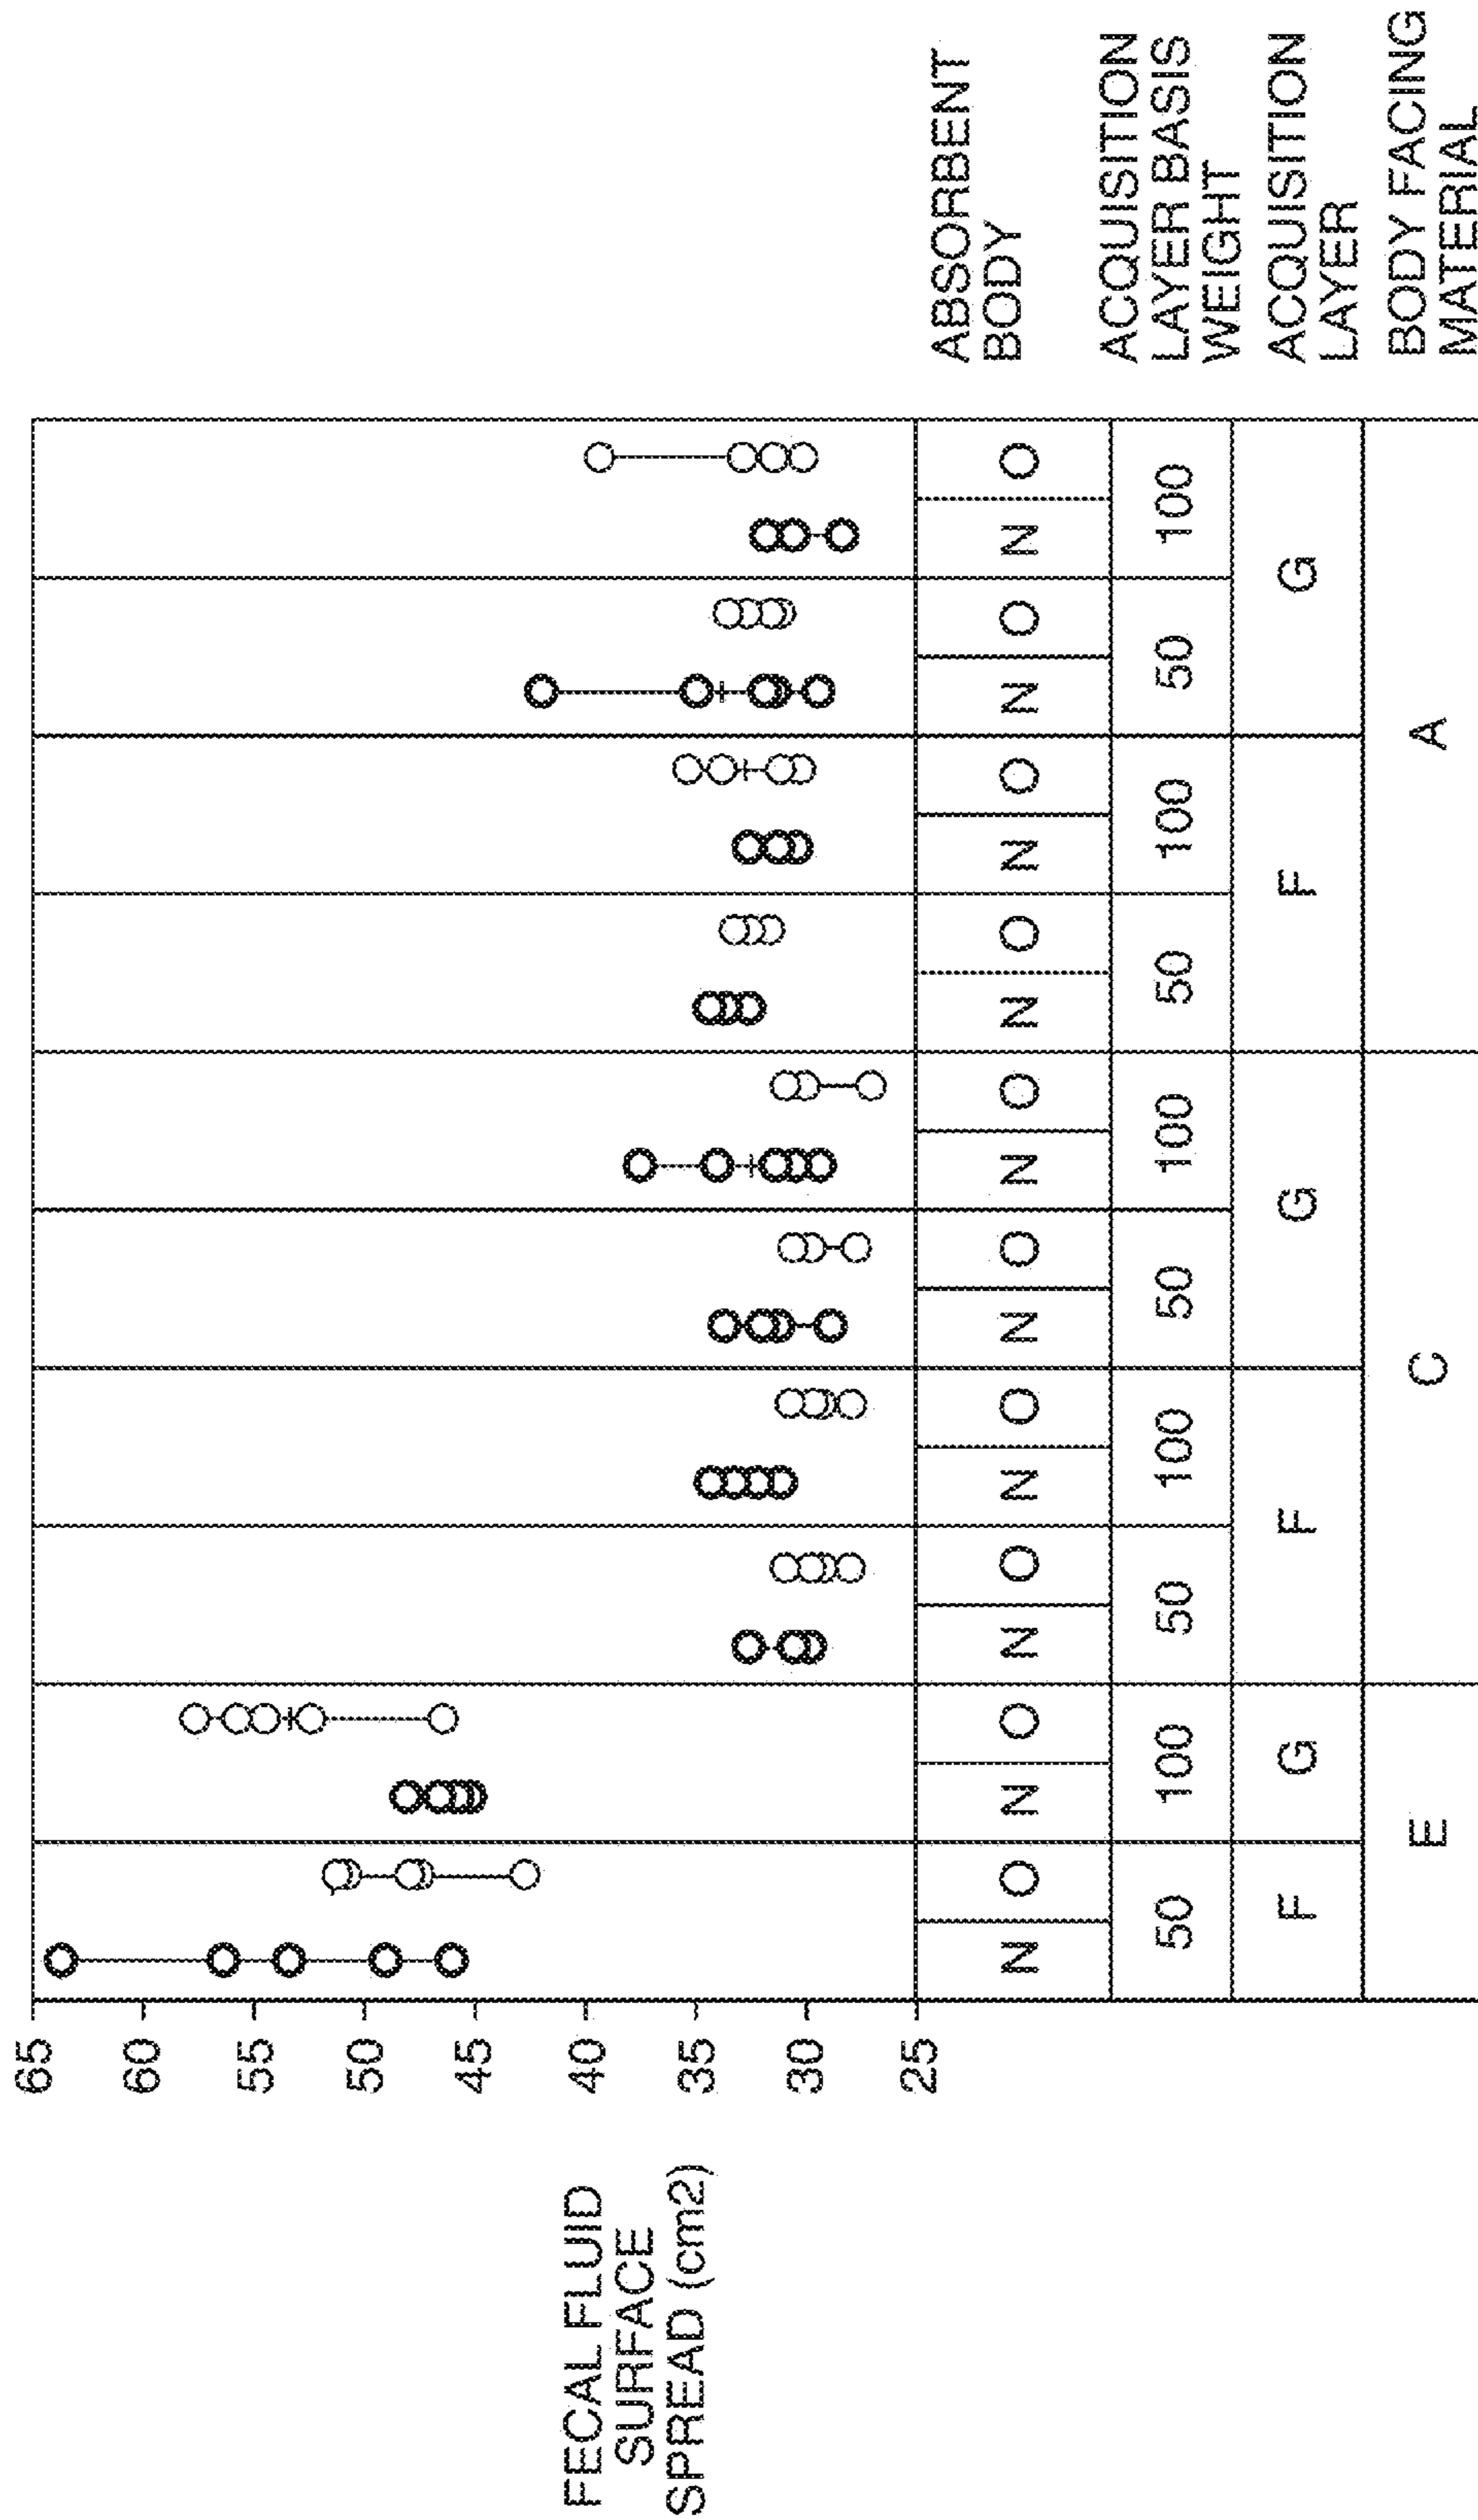 FECAL FLUID
SURFACE
SPREAD (cm2)
65
60
55
50
45
40
35
30
25
N O N O N O N O N O N O N O N O N O N O
ABSORBENT
BODY
50 100 50 100 50 100 50 100 50 100
ACQUISITION
LAYER BASIS
WEIGHT
F G F G F G
ACQUISITION
LAYER
E C A
BODY FACING
MATERIAL